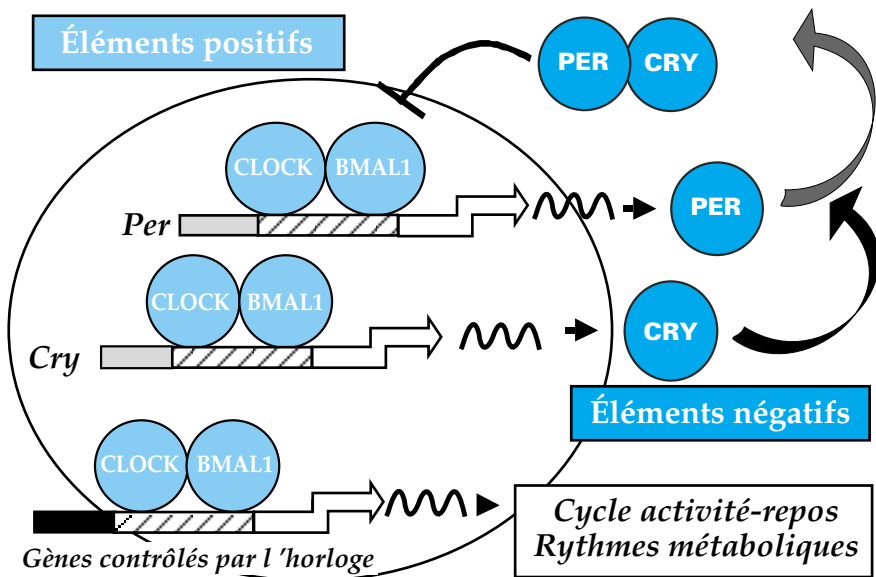 Éléments positifs
PER CRY
CLOCK BMAL1
Per
PER
CLOCK BMAL1
Cry
CRY
Éléments négatifs
CLOCK BMAL1
Cycle activité-repos
Rythmes métaboliques
Gènes contrôlés par l ’horloge